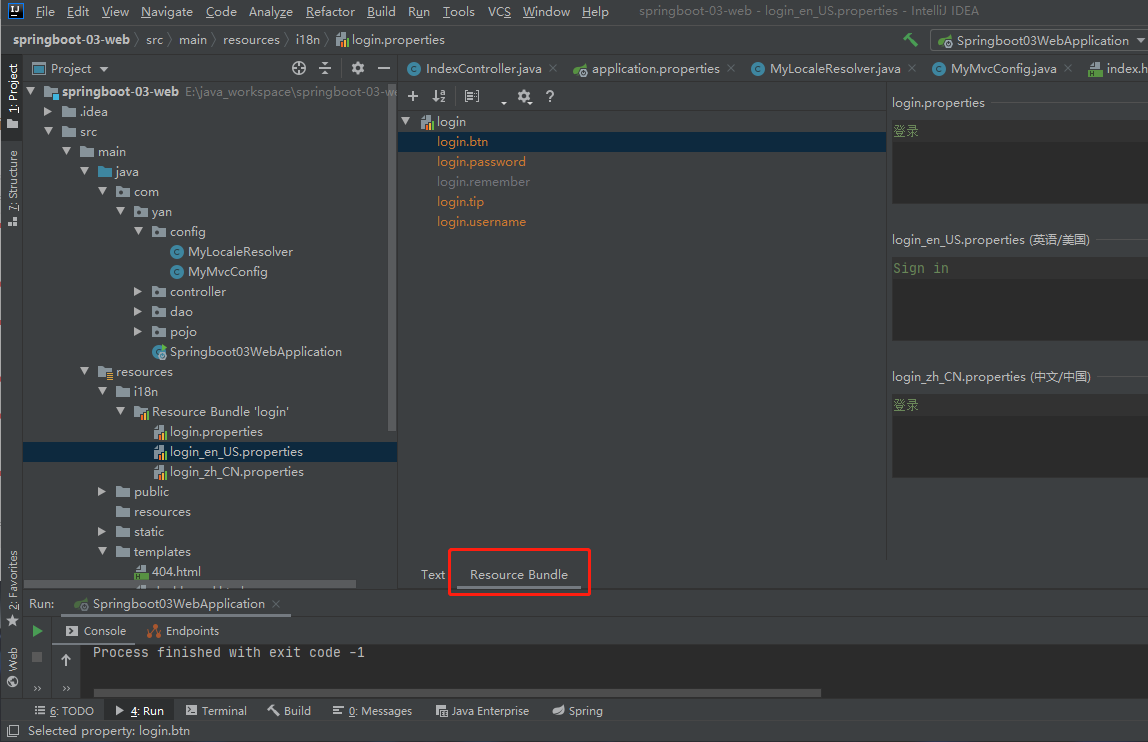 File Edit View Navigate Code Analyze Refactor Build Run Tools VCS Window Help springboot-03-web - login_en_US.properties - IntelliJ IDEA
springboot-03-web src main resources i18n login.properties Springboot03WebApplication
Project IndexController.java application.properties MyLocaleResolver.java MyMvcConfig.java index.h
1: Project
7: Structure
2: Favorites
Web
springboot-03-web E:\java_workspace\springboot-03-w
.idea
src
main
java
com
yan
config
MyLocaleResolver
MyMvcConfig
controller
dao
pojo
Springboot03WebApplication
resources
i18n
Resource Bundle 'login'
login.properties
login_en_US.properties
login_zh_CN.properties
public
resources
static
templates
404.html
?
login
login.btn
login.password
login.remember
login.tip
login.username
Text Resource Bundle
login.properties
登录
login_en_US.properties (英语/美国)
Sign in
login_zh_CN.properties (中文/中国)
登录
Run: Springboot03WebApplication
Console Endpoints
Process finished with exit code -1
6: TODO 4: Run Terminal Build 0: Messages Java Enterprise Spring
Selected property: login.btn